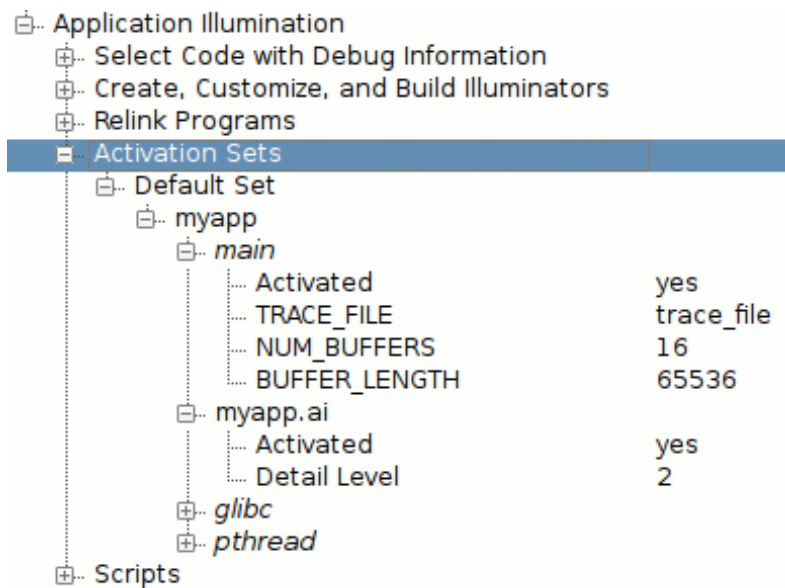 Application Illumination
Select Code with Debug Information
Create, Customize, and Build Illuminators
Relink Programs
Activation Sets
Default Set
myapp
main
Activated yes
TRACE_FILE trace_file
NUM_BUFFERS 16
BUFFER_LENGTH 65536
myapp.ai
Activated yes
Detail Level 2
glibc
pthread
Scripts